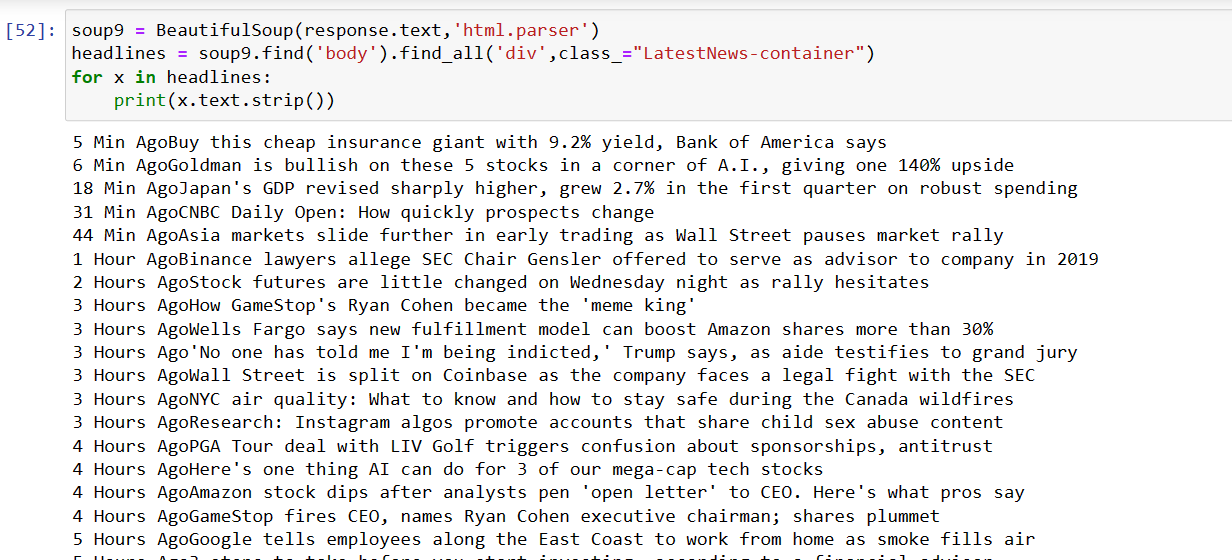 [52]: soup9 = BeautifulSoup(response.text,'html.parser')
headlines = soup9.find('body').find_all('div',class_="LatestNews-container")
for x in headlines:
    print(x.text.strip())
5 Min AgoBuy this cheap insurance giant with 9.2% yield, Bank of America says
6 Min AgoGoldman is bullish on these 5 stocks in a corner of A.I., giving one 140% upside
18 Min AgoJapan's GDP revised sharply higher, grew 2.7% in the first quarter on robust spending
31 Min AgoCNBC Daily Open: How quickly prospects change
44 Min AgoAsia markets slide further in early trading as Wall Street pauses market rally
1 Hour AgoBinance lawyers allege SEC Chair Gensler offered to serve as advisor to company in 2019
2 Hours AgoStock futures are little changed on Wednesday night as rally hesitates
3 Hours AgoHow GameStop's Ryan Cohen became the 'meme king'
3 Hours AgoWells Fargo says new fulfillment model can boost Amazon shares more than 30%
3 Hours Ago'No one has told me I'm being indicted,' Trump says, as aide testifies to grand jury
3 Hours AgoWall Street is split on Coinbase as the company faces a legal fight with the SEC
3 Hours AgoNYC air quality: What to know and how to stay safe during the Canada wildfires
3 Hours AgoResearch: Instagram algos promote accounts that share child sex abuse content
4 Hours AgoPGA Tour deal with LIV Golf triggers confusion about sponsorships, antitrust
4 Hours AgoHere's one thing AI can do for 3 of our mega-cap tech stocks
4 Hours AgoAmazon stock dips after analysts pen 'open letter' to CEO. Here's what pros say
4 Hours AgoGameStop fires CEO, names Ryan Cohen executive chairman; shares plummet
5 Hours AgoGoogle tells employees along the East Coast to work from home as smoke fills air